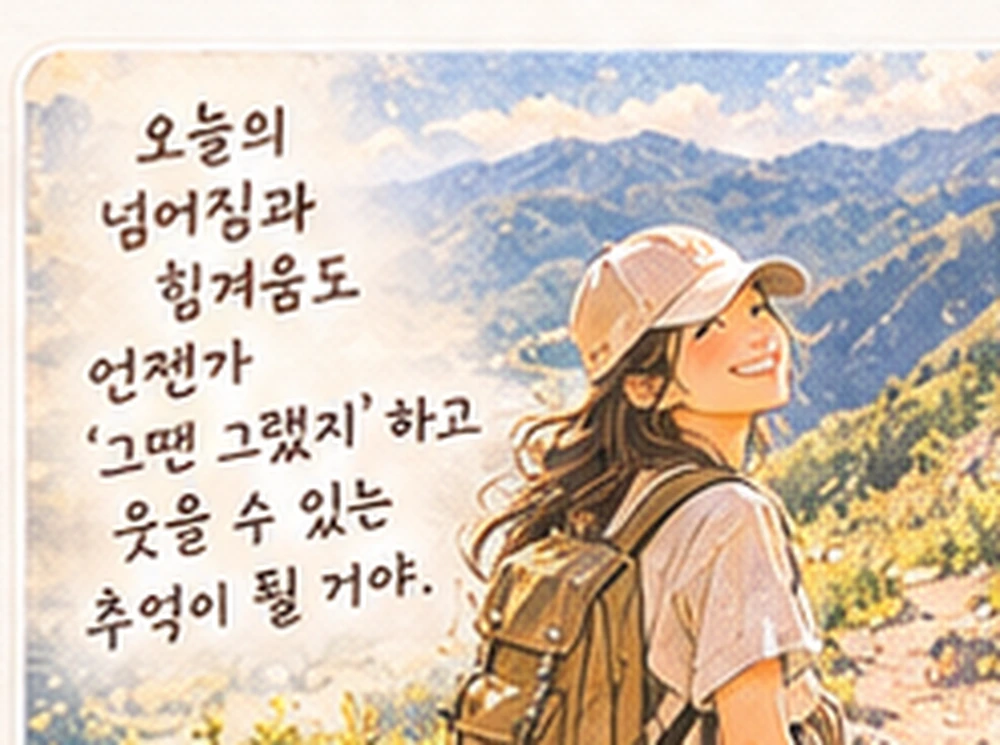 오늘의
넘어짐과
힘겨움도
언젠가
‘그땐 그랬지’ 하고
웃을 수 있는
추억이 될 거야.